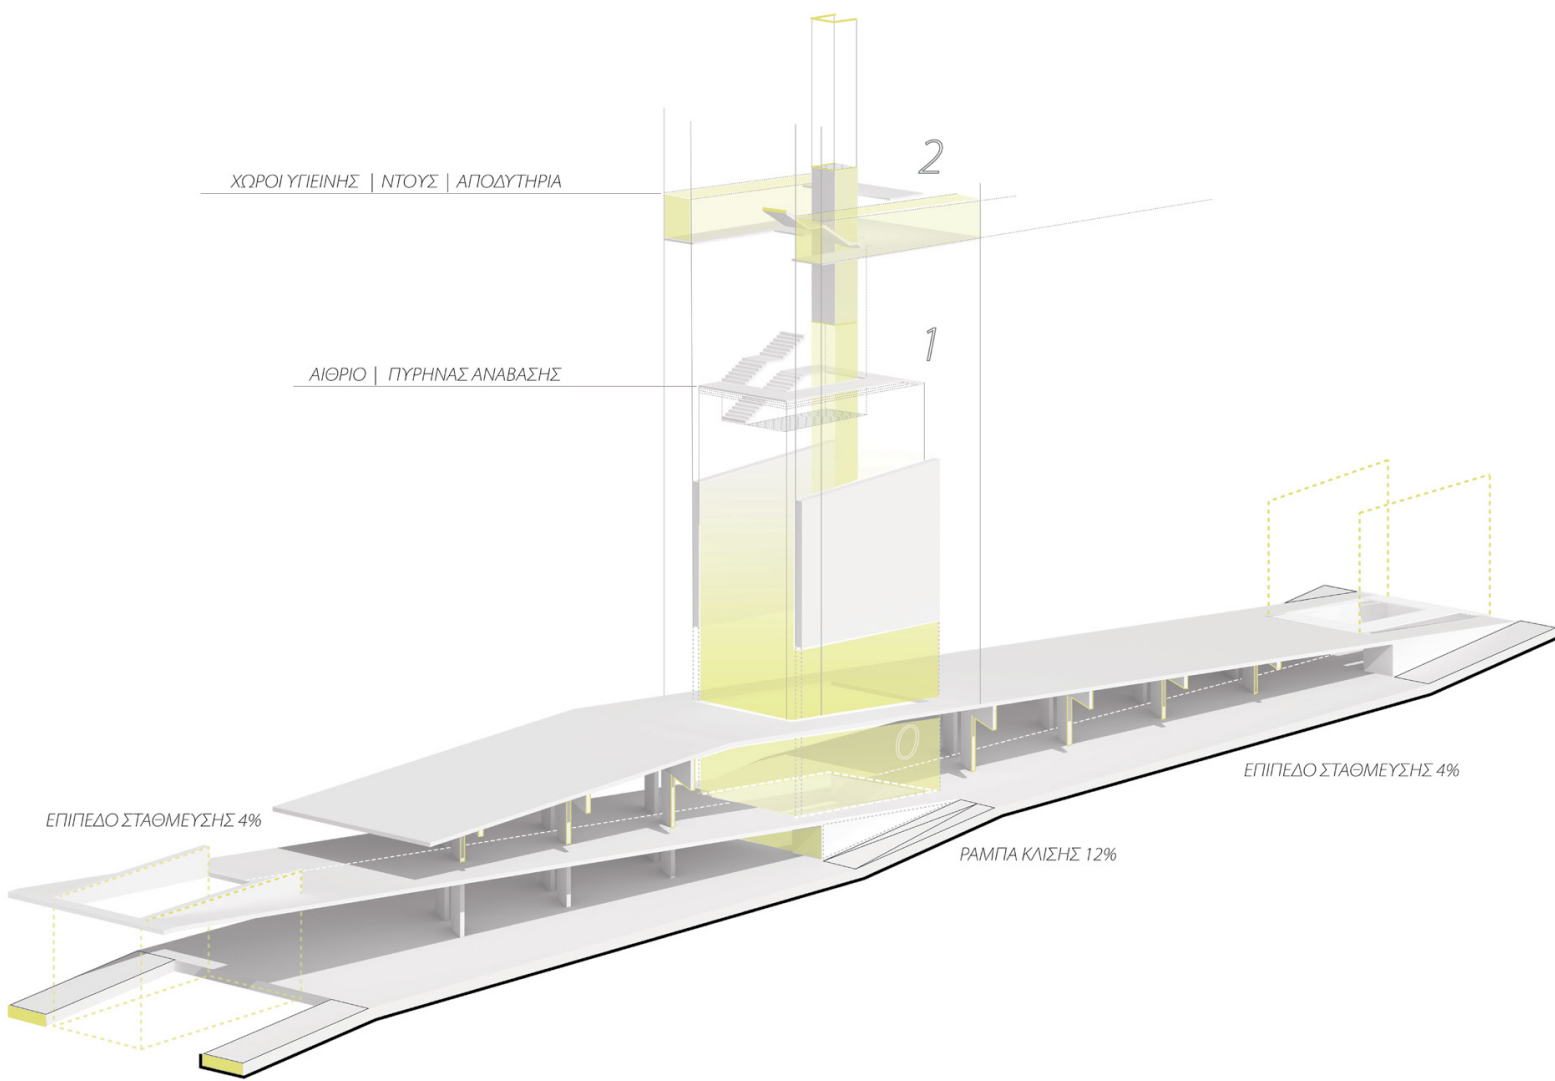 2
ΧΩΡΟΙ ΥΓΙΕΙΝΗΣ | ΝΤΟΥΣ | ΑΠΟΔΥΤΗΡΙΑ
1
ΑΙΘΡΙΟ | ΠΥΡΗΝΑΣ ΑΝΑΒΑΣΗΣ
0
ΕΠΙΠΕΔΟ ΣΤΑΘΜΕΥΣΗΣ 4%
ΕΠΙΠΕΔΟ ΣΤΑΘΜΕΥΣΗΣ 4%
ΡΑΜΠΑ ΚΛΙΣΗΣ 12%